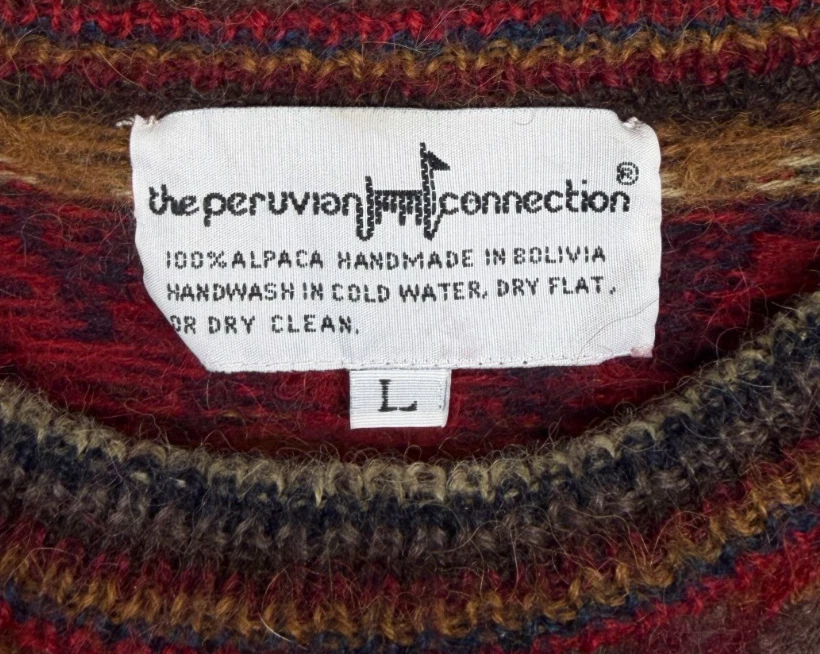 the peruvian connection®
100% ALPACA HANDMADE IN BOLIVIA
HANDWASH IN COLD WATER, DRY FLAT,
OR DRY CLEAN.
L